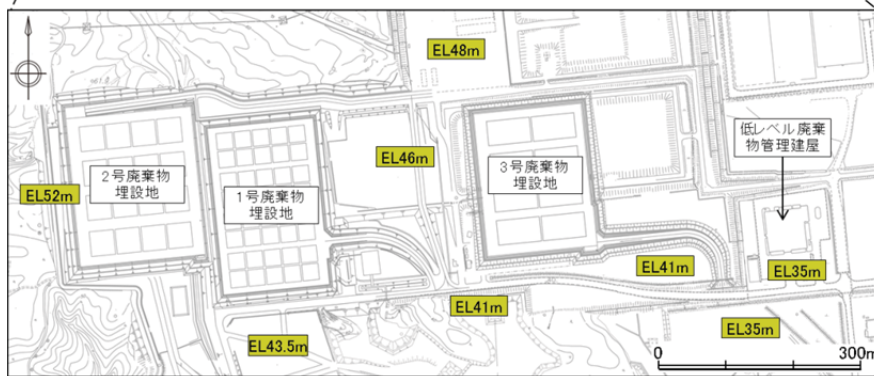 EL48m
低レベル廃棄
物管理建屋
EL46m
2号廃棄物
埋設地
3号廃棄物
埋設地
EL52m
1号廃棄物
埋設地
EL41m
EL35m
EL41m
EL35m
EL43.5m
0 300m